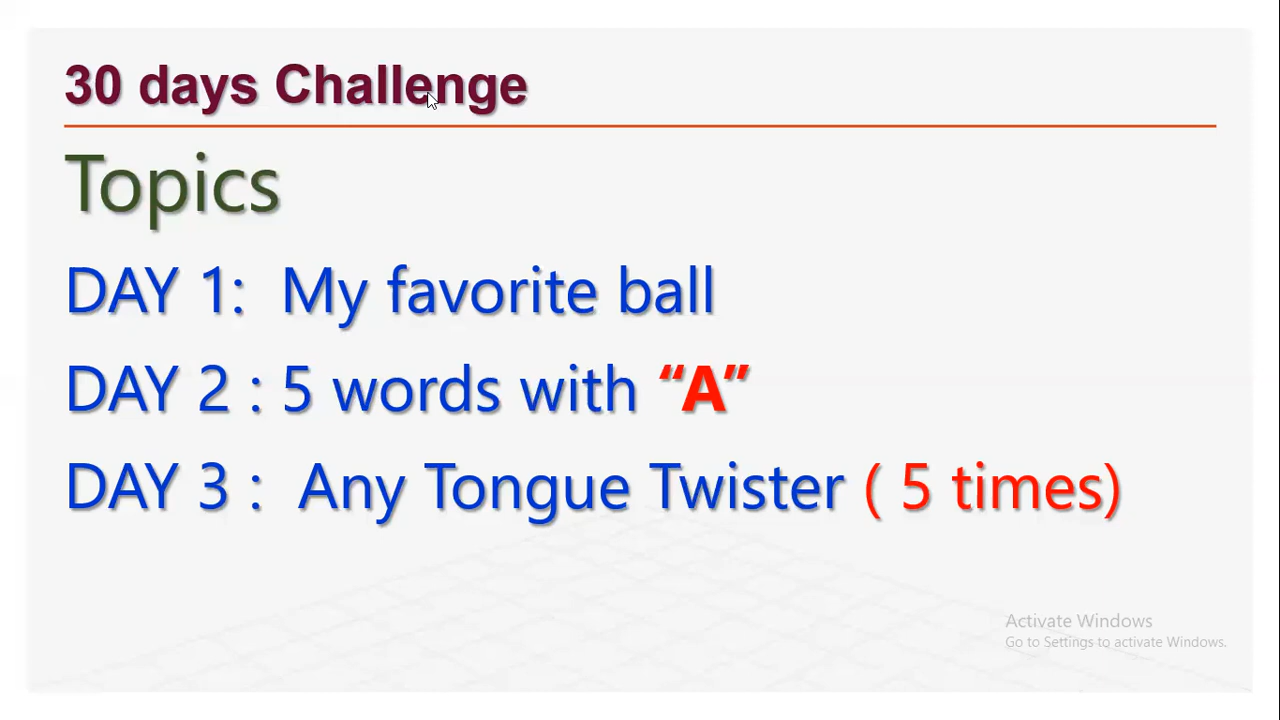 30 days Challenge
Topics
DAY 1: My favorite ball
DAY 2 : 5 words with “A”
DAY 3 : Any Tongue Twister ( 5 times)
Activate Windows
Go to Settings to activate Windows.